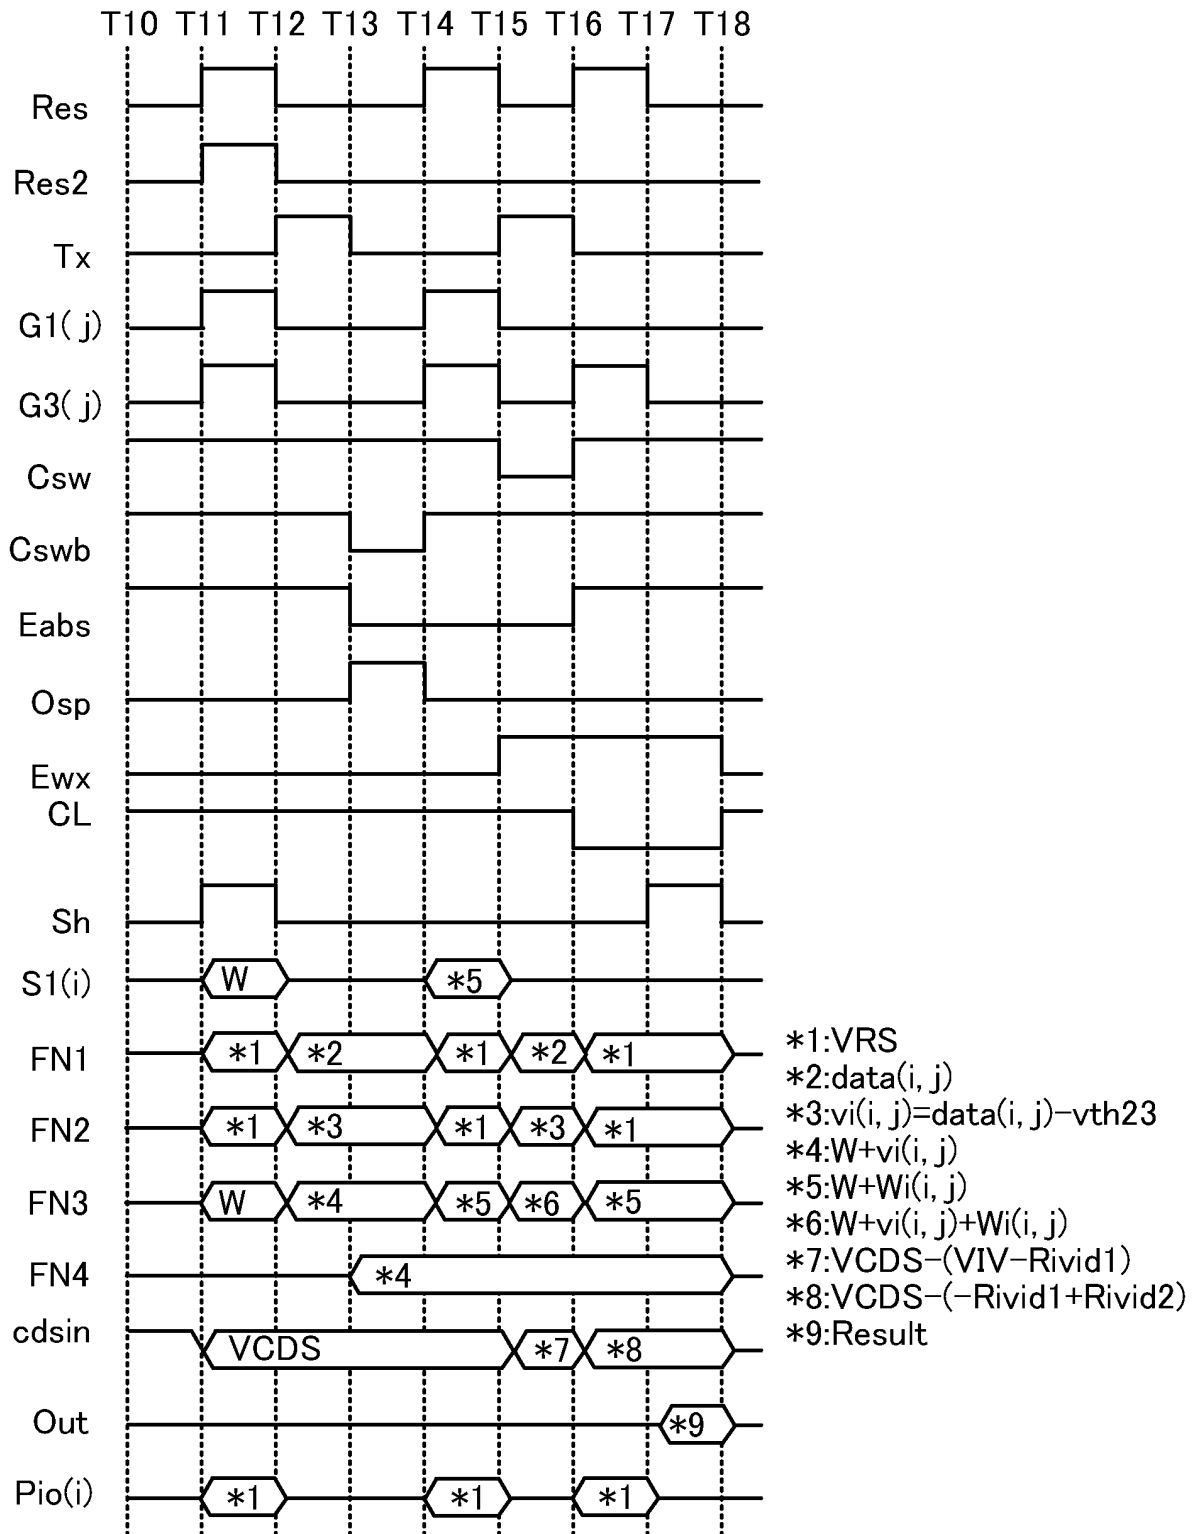 T10 T11 T12 T13 T14 T15 T16 T17 T18
Res
Res2
Tx
G1( j)
G3( j)
Csw
Cswb
Eabs
Osp
Ewx
CL
Sh
S1(i) W *5
FN1 *1 *2 *1 *2 *1
FN2 *1 *3 *1 *3 *1
FN3 W *4 *5 *6 *5
FN4 *4
cdsin VCDS *7 *8
Out *9
Pio(i) *1 *1 *1
*1:VRS
*2:data(i, j)
*3:vi(i, j)=data(i, j)-vth23
*4:W+vi(i, j)
*5:W+Wi(i, j)
*6:W+vi(i, j)+Wi(i, j)
*7:VCDS-(VIV-Rivid1)
*8:VCDS-(-Rivid1+Rivid2)
*9:Result